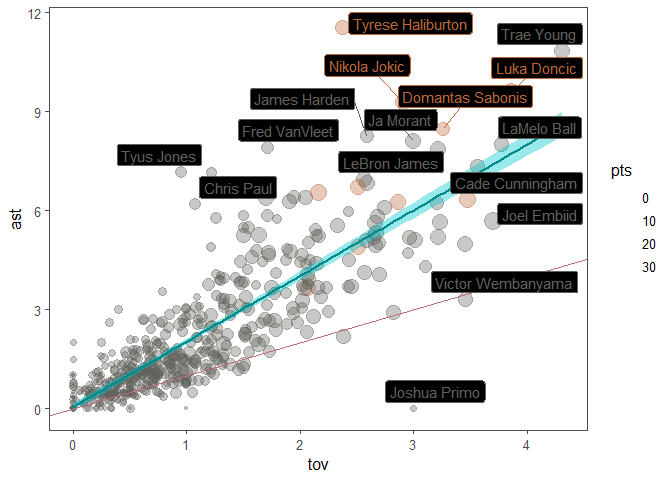 12
Tyrese Haliburton
Trae Young
Nikola Jokic
Luka Doncic
9
James Harden
Domantas Sabonis
Ja Morant
LaMelo Ball
Fred VanVleet
Tyus Jones
LeBron James
Chris Paul
Cade Cunningham
pts
ast
6
Joel Embiid
0
10
20
30
Victor Wembanyama
3
Joshua Primo
0
0
1
2
3
4
tov